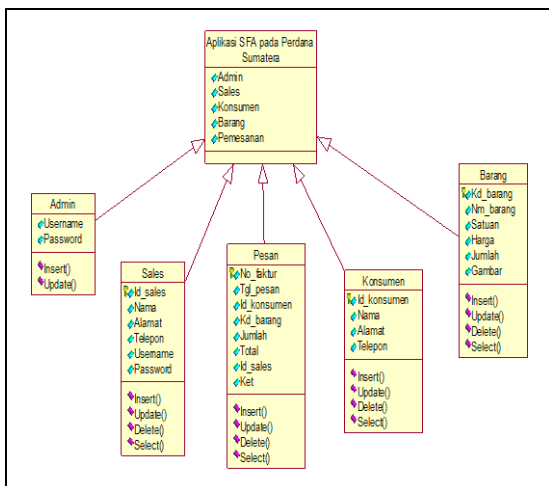 Aplikasi SFA pada Perdana
Sumatera
Admin
Sales
Konsumen
Barang
Pemesanan
Admin
Username
Password
Insert()
Update()
Sales
Id_sales
Nama
Alamat
Telepon
Username
Password
Insert()
Update()
Delete()
Select()
Pesan
No_faktur
Tgl_pesan
Id_konsumen
Kd_barang
Jumlah
Total
Id_sales
Ket
Insert()
Update()
Delete()
Select()
Konsumen
Id_konsumen
Nama
Alamat
Telepon
Insert()
Update()
Delete()
Select()
Barang
Kd_barang
Nm_barang
Satuan
Harga
Jumlah
Gambar
Insert()
Update()
Delete()
Select()